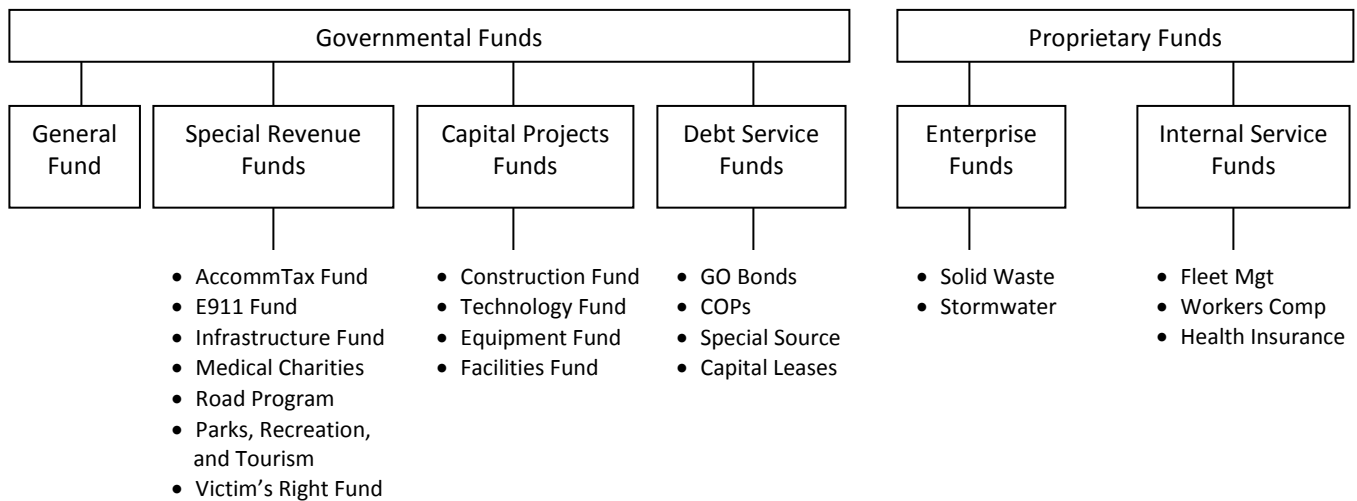 Governmental Funds
Proprietary Funds
General
Fund
Special Revenue
Funds
Capital Projects
Funds
Debt Service
Funds
Enterprise
Funds
Internal Service
Funds
• AccommTax Fund
• E911 Fund
• Infrastructure Fund
• Medical Charities
• Road Program
• Parks, Recreation,
and Tourism
• Victim's Right Fund
• Construction Fund
• Technology Fund
• Equipment Fund
• Facilities Fund
• GO Bonds
• COPs
• Special Source
• Capital Leases
• Solid Waste
• Stormwater
• Fleet Mgt
• Workers Comp
• Health Insurance